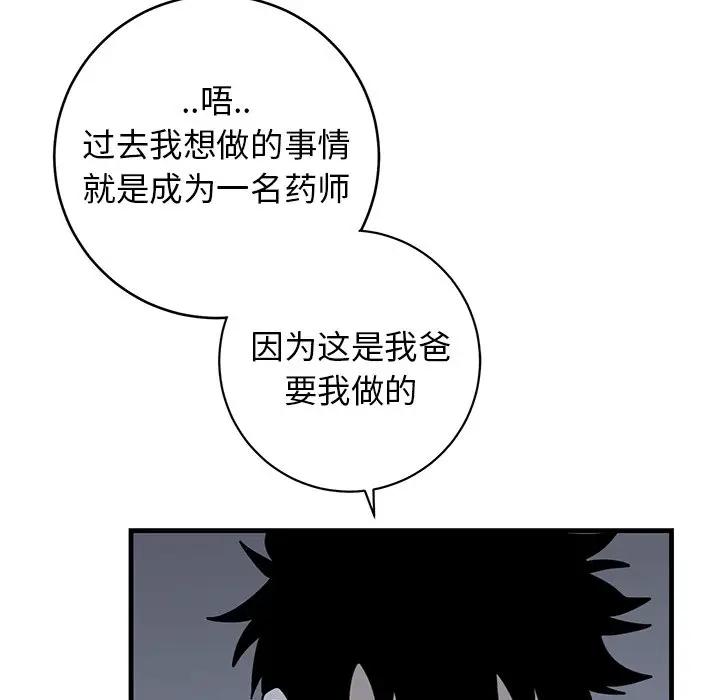 ..唔..
过去我想做的事情
就是成为一名药师
因为这是我爸
要我做的